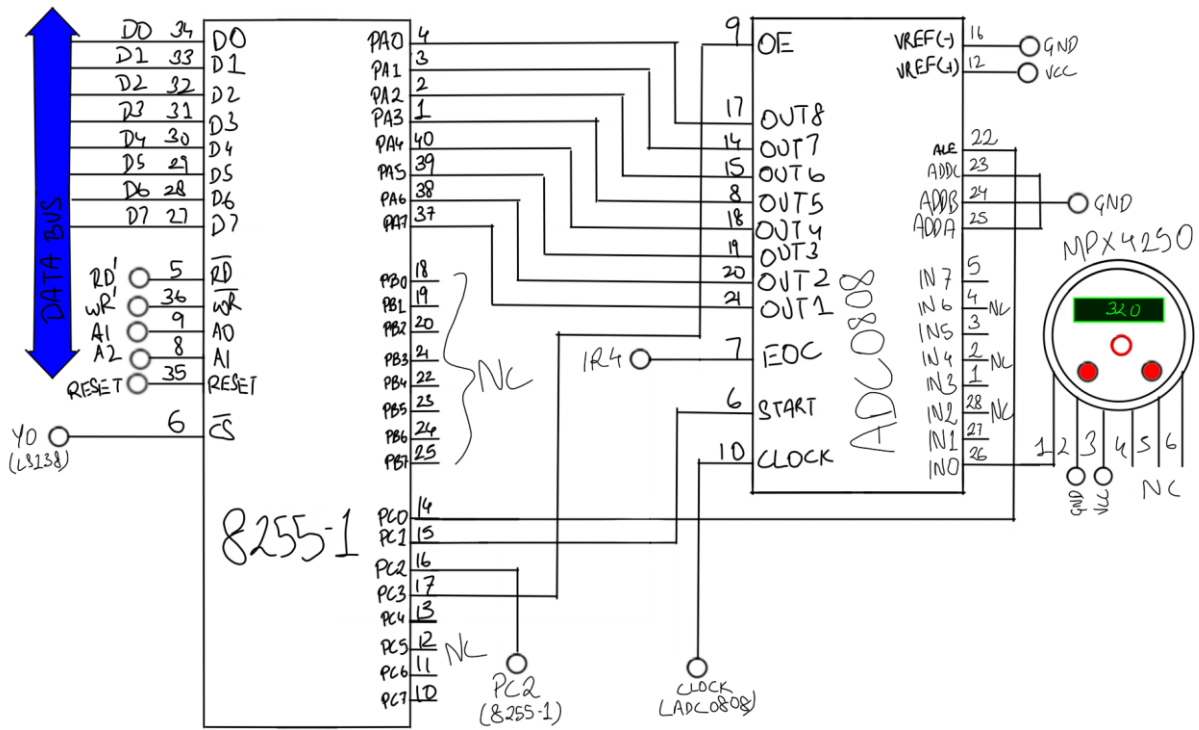 DATA BUS
D0 34 D0
D1 33 D1
D2 32 D2
D3 31 D3
D4 30 D4
D5 29 D5
D6 28 D6
D7 27 D7
RD' 5 RD
WR' 36 WR
A1 9 A0
A2 8 A1
RESET 35 RESET
Y0 6 CS
(LS138)
8255-1
PA0 4
PA1 3
PA2 2
PA3 1
PA4 40
PA5 39
PA6 38
PA7 37
PB0 18
PB1 19
PB2 20
PB3 21
PB4 22
PB5 23
PB6 24
PB7 25
NC
PC0 14
PC1 15
PC2 16
PC3 17
PC4 13
PC5 12
PC6 11
PC7 10
NC
PC2
(8255-1)
9 OE
17 OUT8
14 OUT7
15 OUT6
8 OUT5
18 OUT4
19 OUT3
20 OUT2
21 OUT1
IR4 7 EOC
6 START
10 CLOCK
CLOCK
(ADC0808)
ADC0808
VREF(-) 16 GND
VREF(+) 12 VCC
ALE 22
ADDC 23
ADDB 24 GND
ADDA 25
IN7 5
IN6 4 NC
IN5 3
IN4 2 NC
IN3 1
IN2 28 NC
IN1 27
IN0 26
MPX4250
320
1 2 3 4 5 6
GND VCC NC